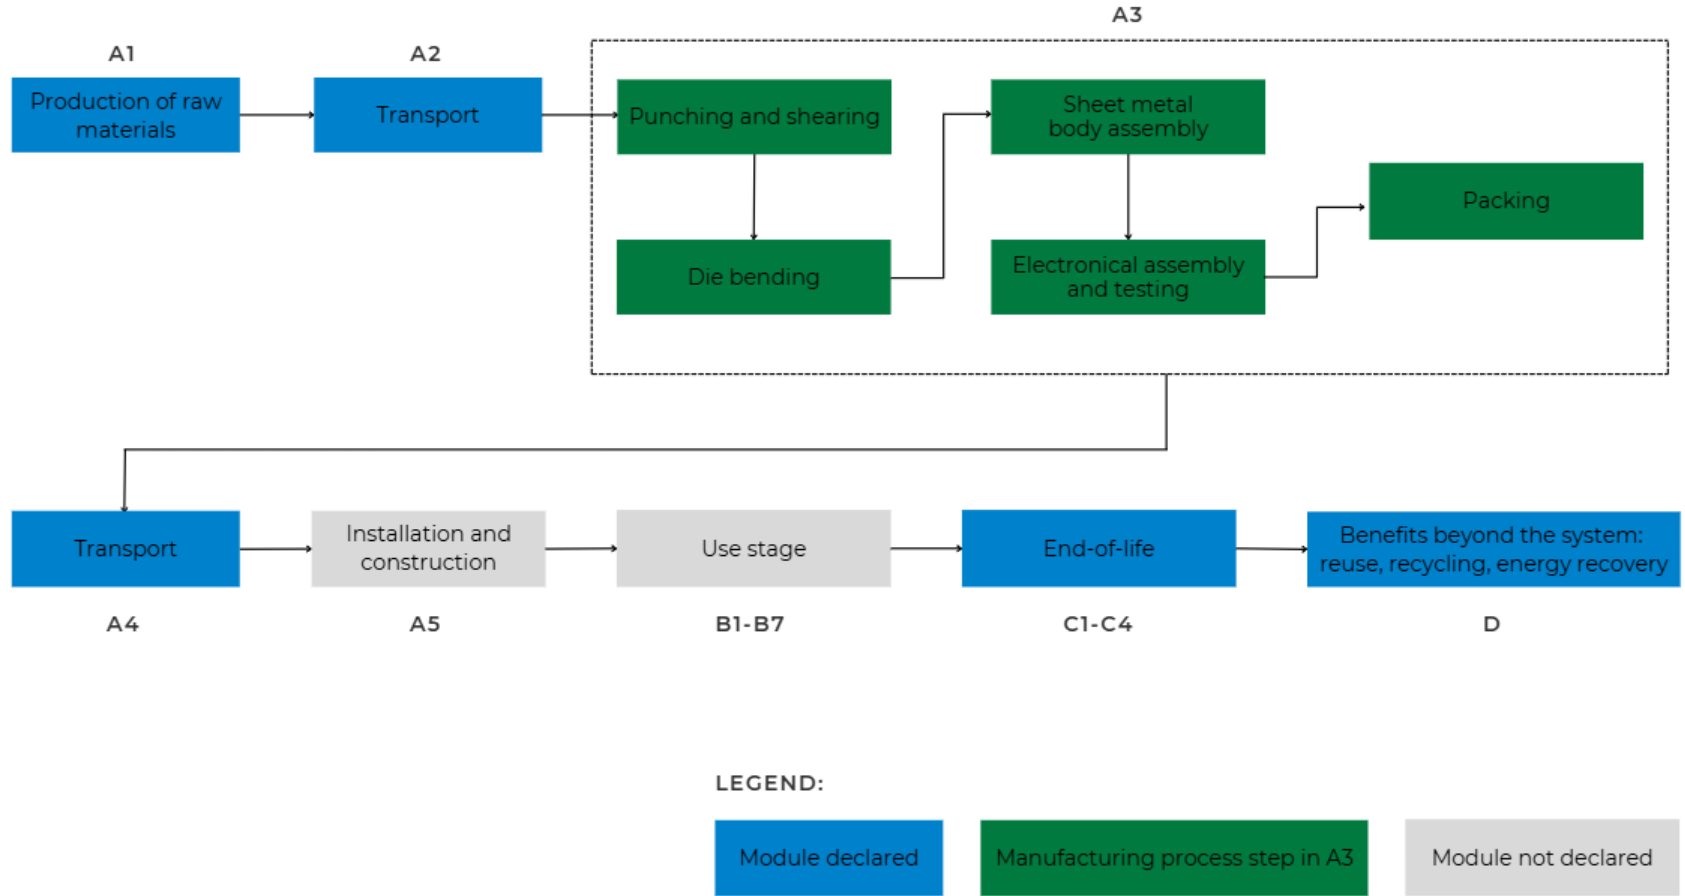 A3
A1
A2
Production of raw
materials
Transport
Punching and shearing
Sheet metal
body assembly
Packing
Die bending
Electronical assembly
and testing
Transport
Installation and
construction
Use stage
End-of-life
Benefits beyond the system:
reuse, recycling, energy recovery
A4
A5
B1-B7
C1-C4
D
LEGEND:
Module declared
Manufacturing process step in A3
Module not declared